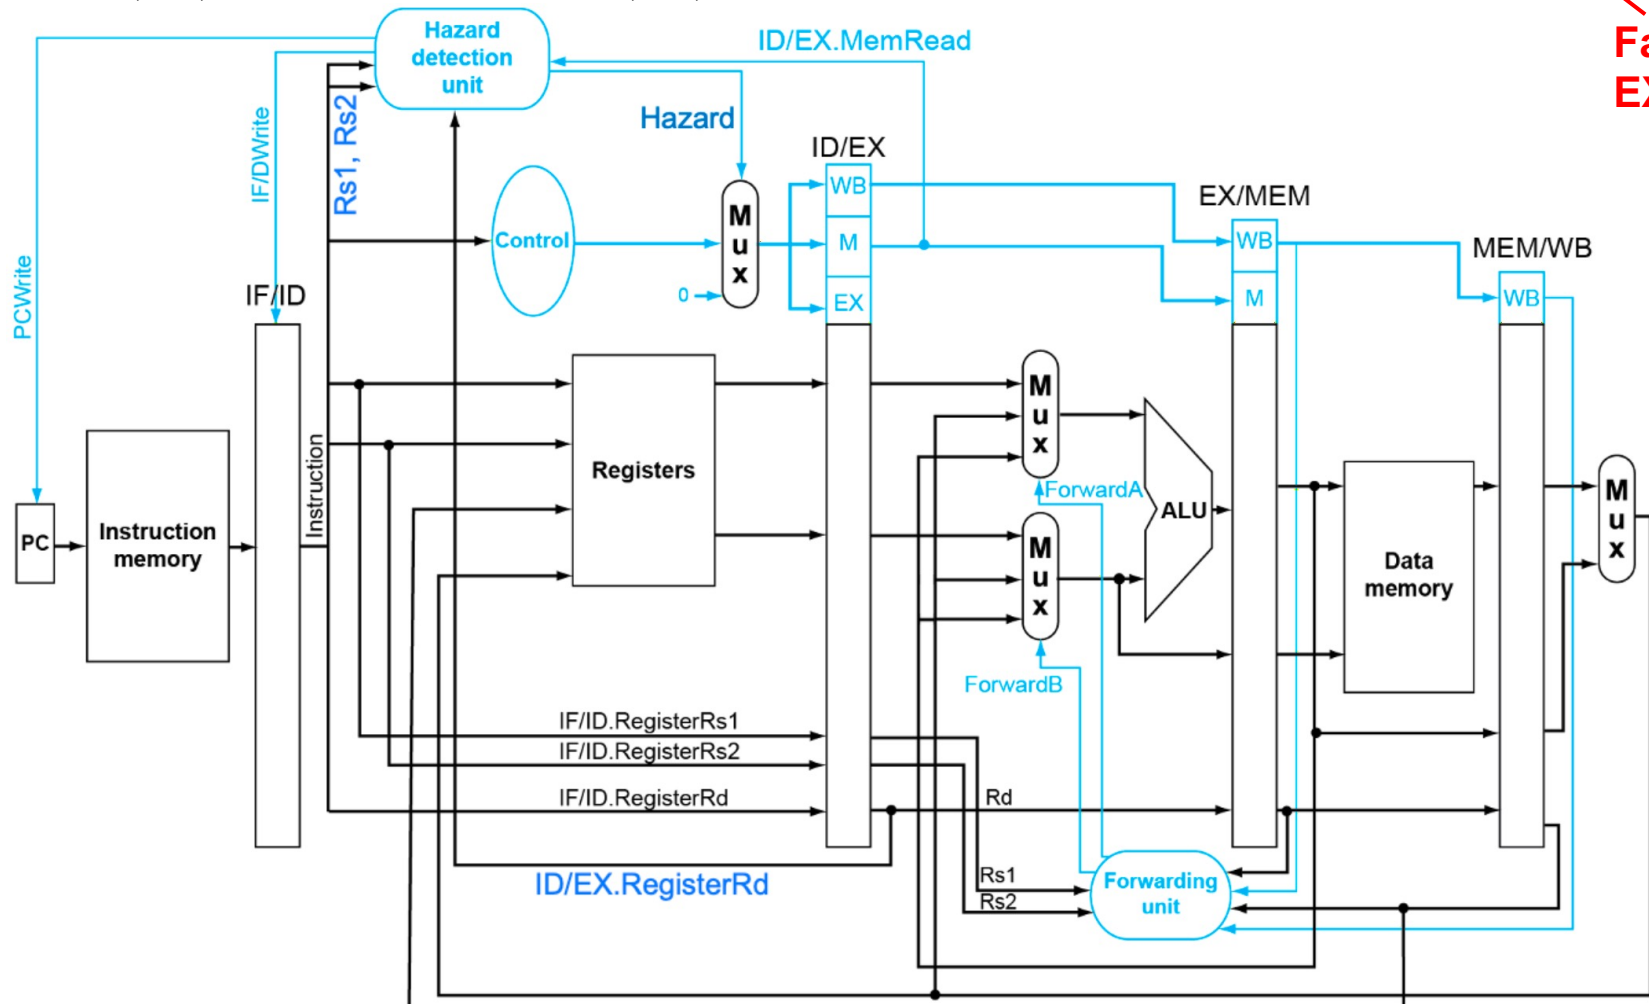 Hazard
detection
unit
ID/EX.MemRead
Hazard
Rs1, Rs2
IF/DWrite
PCWrite
IF/ID
Control
0
M
u
x
ID/EX
WB
M
EX
EX/MEM
WB
M
MEM/WB
WB
PC
Instruction
memory
Instruction
Registers
M
u
x
ForwardA
M
u
x
ForwardB
ALU
Data
memory
M
u
x
IF/ID.RegisterRs1
IF/ID.RegisterRs2
IF/ID.RegisterRd
Rd
ID/EX.RegisterRd
Rs1
Rs2
Forwarding
unit
Fa
EX